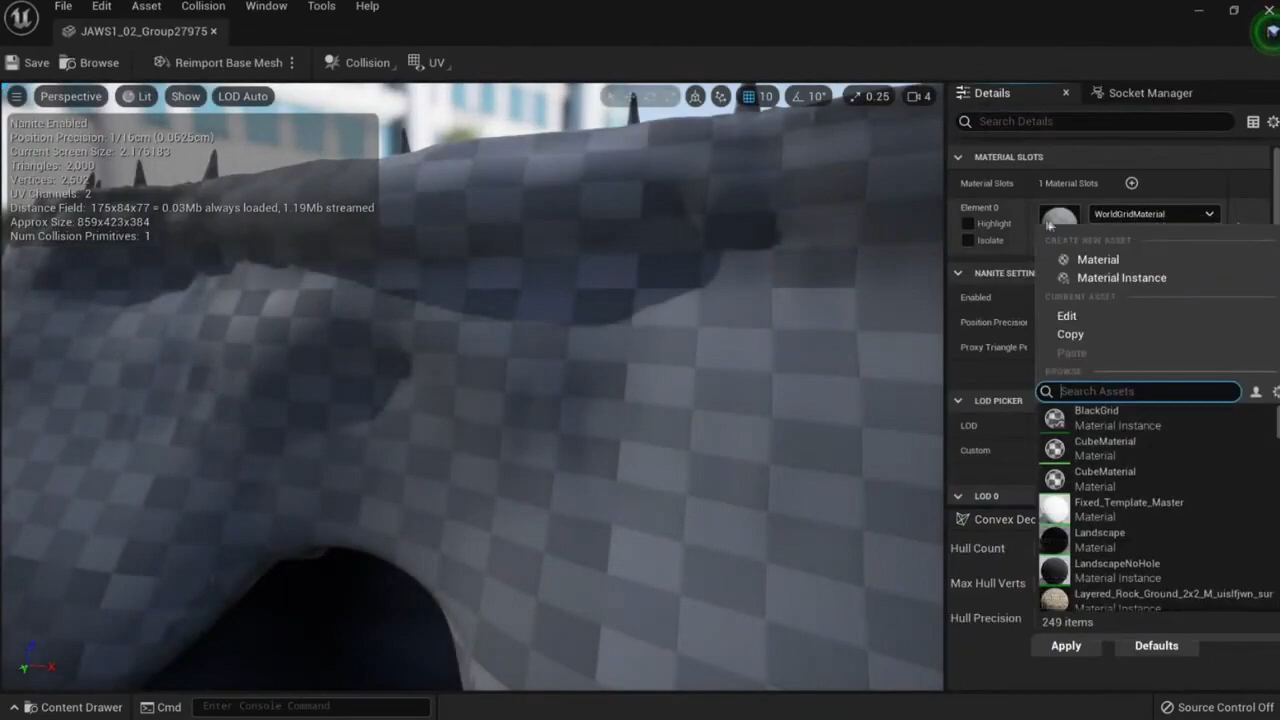 File Edit Asset Collision Window Tools Help
JAWS1_02_Group27975
Save Browse Reimport Base Mesh Collision UV
Perspective Lit Show LOD Auto 10 10° 0.25 4
Nanite Enabled
Position Precision: 1/16cm (0.0625cm)
Current Screen Size: 2.175183
Triangles: 2,000
Vertices: 2,502
UV Channels: 2
Distance Field: 175x84x77 = 0.03Mb always loaded, 1.19Mb streamed
Approx Size: 859x423x384
Num Collision Primitives: 1
Details Socket Manager
Search Details
MATERIAL SLOTS
Material Slots 1 Material Slots
Element 0
Highlight
Isolate
WorldGridMaterial
CREATE NEW ASSET
Material
Material Instance
CURRENT ASSET
Edit
Copy
Paste
BROWSE
Search Assets
BlackGrid
Material Instance
CubeMaterial
Material
CubeMaterial
Material
Fixed_Template_Master
Material
Landscape
Material
LandscapeNoHole
Material Instance
Layered_Rock_Ground_2x2_M_uislfjwn_sur
Material Instance
249 items
NANITE SETTIN
Enabled
Position Precisio
Proxy Triangle Pe
LOD PICKER
LOD
Custom
LOD 0
Convex Dec
Hull Count
Max Hull Verts
Hull Precision
Apply Defaults
Content Drawer Cmd Enter Console Command Source Control Off